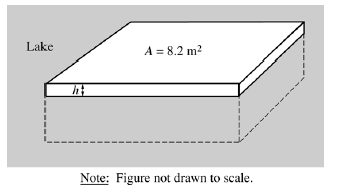 Lake
A = 8.2 m²
h
Note: Figure not drawn to scale.